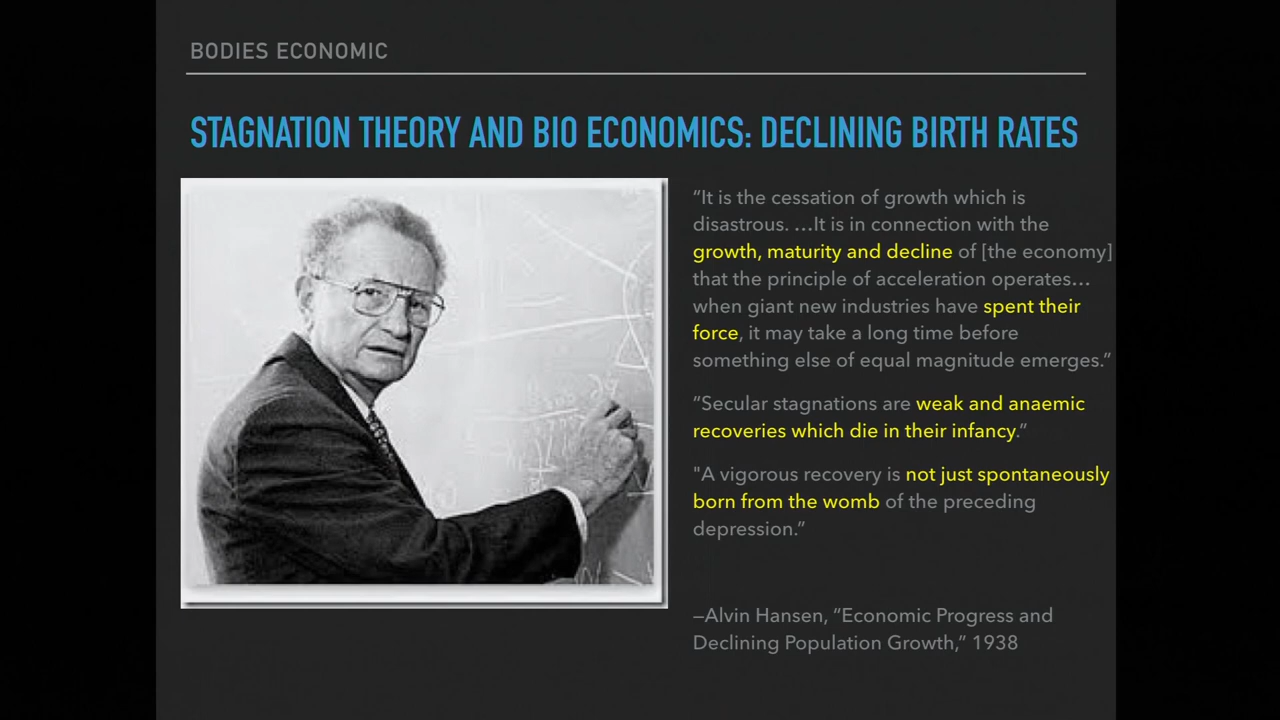 BODIES ECONOMIC
STAGNATION THEORY AND BIO ECONOMICS: DECLINING BIRTH RATES
“It is the cessation of growth which is
disastrous. …It is in connection with the
growth, maturity and decline of [the economy]
that the principle of acceleration operates…
when giant new industries have spent their
force, it may take a long time before
something else of equal magnitude emerges.”
“Secular stagnations are weak and anaemic
recoveries which die in their infancy.”
"A vigorous recovery is not just spontaneously
born from the womb of the preceding
depression.”
—Alvin Hansen, “Economic Progress and
Declining Population Growth,” 1938